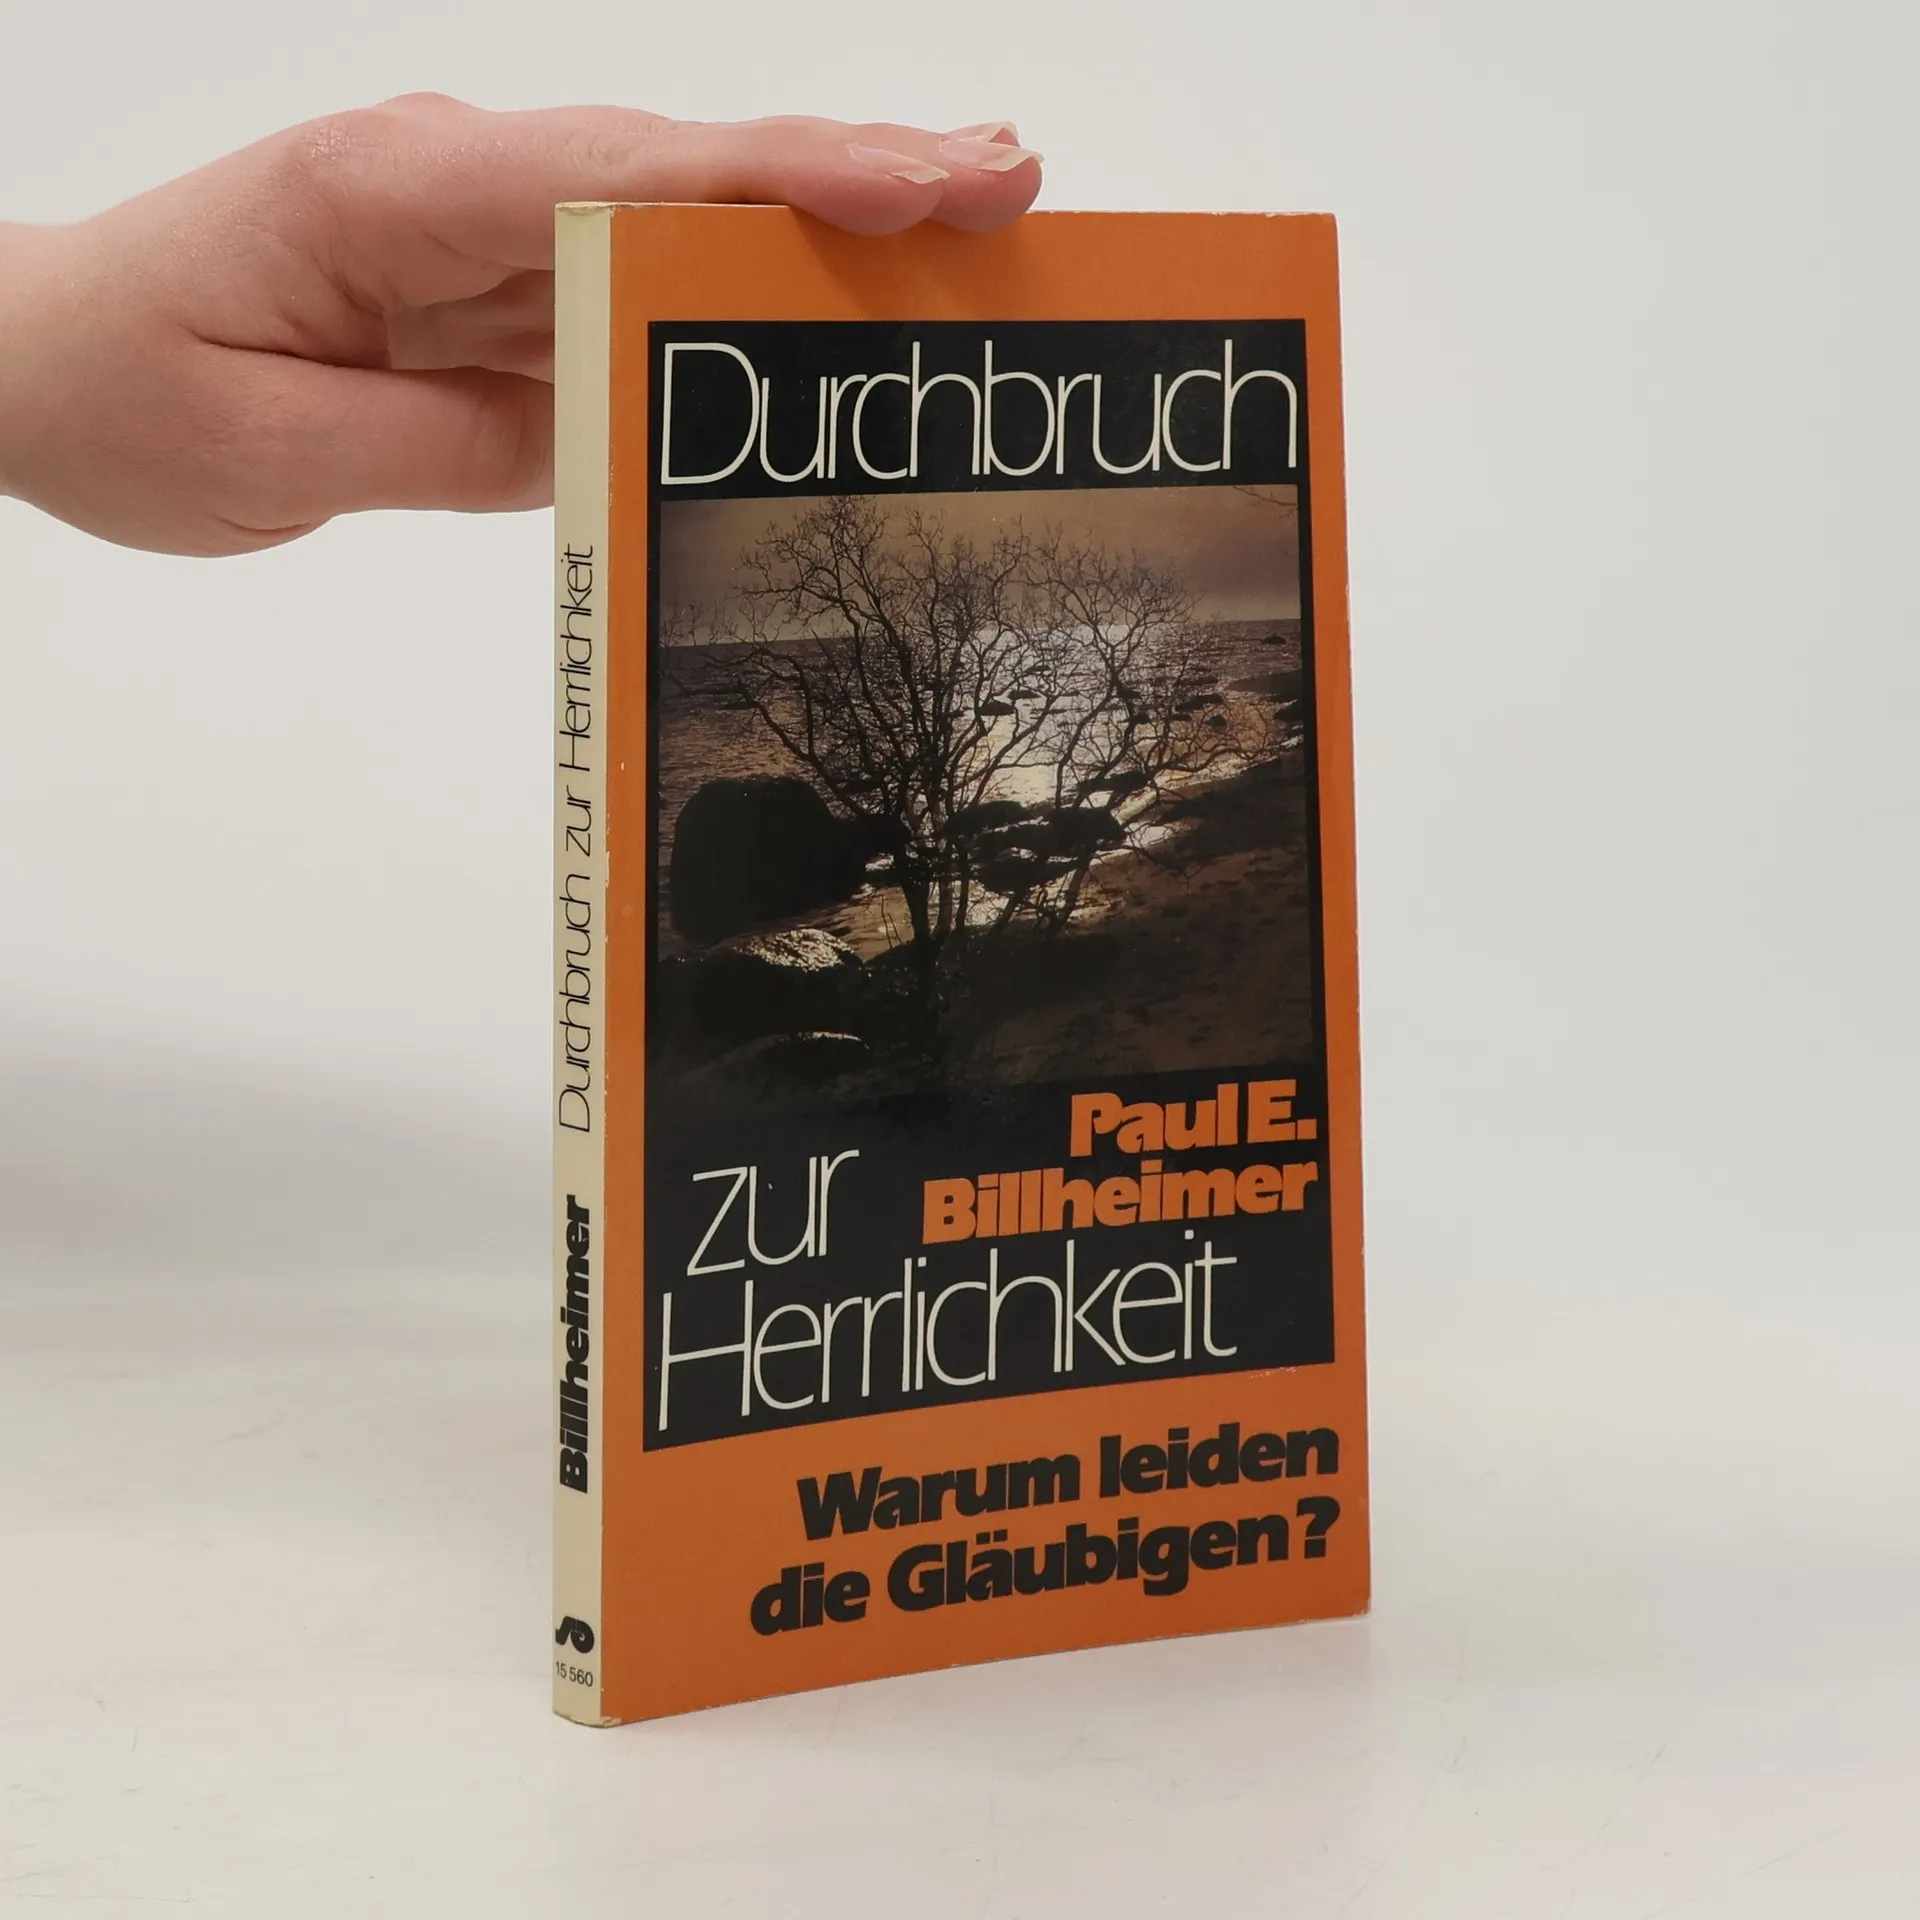 Durchbruch
Paul E.
Billheimer
zur
Herrlichkeit
Warum leiden
die Gläubigen?
Billheimer Durchbruch zur Herrlichkeit
15 560